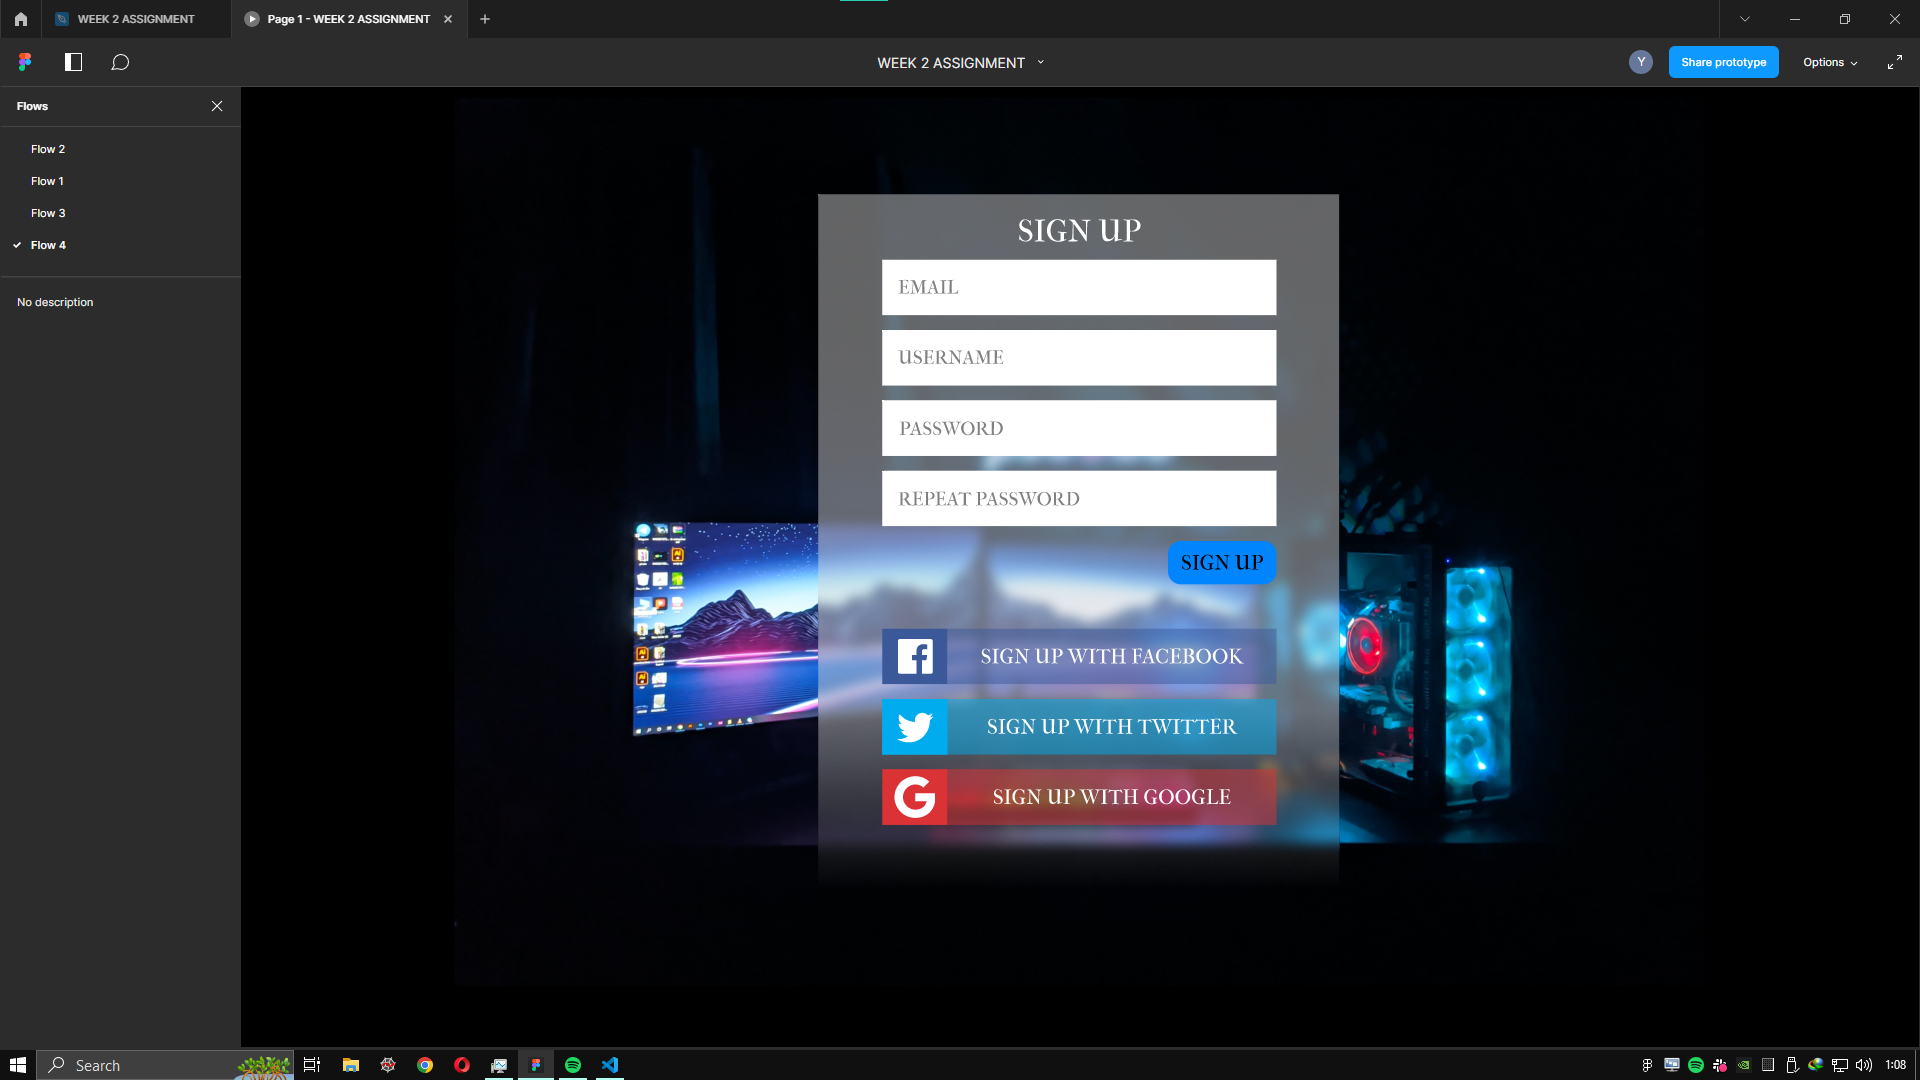 WEEK 2 ASSIGNMENT
Page 1 - WEEK 2 ASSIGNMENT
WEEK 2 ASSIGNMENT
Y
Share prototype
Options
Flows
Flow 2
Flow 1
Flow 3
Flow 4
No description
SIGN UP
EMAIL
USERNAME
PASSWORD
REPEAT PASSWORD
SIGN UP
SIGN UP WITH FACEBOOK
SIGN UP WITH TWITTER
SIGN UP WITH GOOGLE
Search
1:08